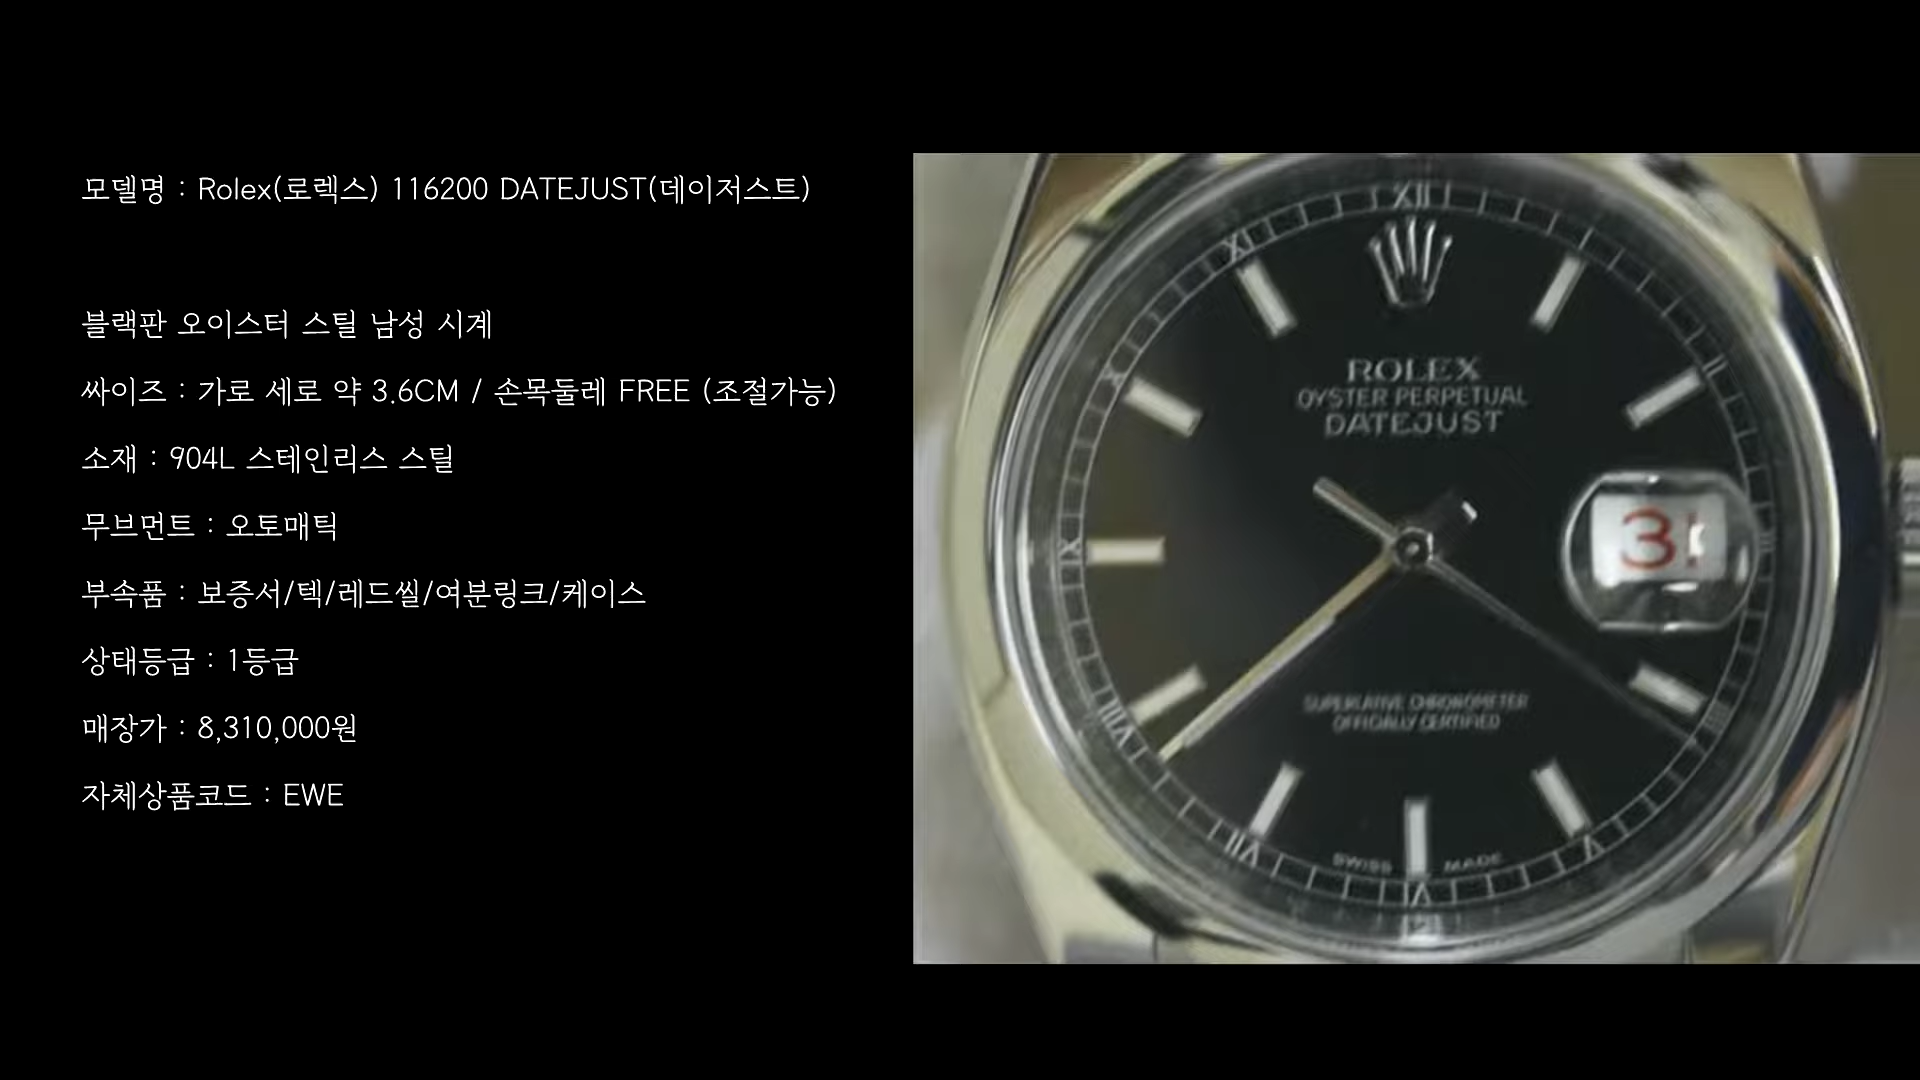 모델명 : Rolex(로렉스) 116200 DATEJUST(데이저스트)
블랙판 오이스터 스틸 남성 시계
싸이즈 : 가로 세로 약 3.6CM / 손목둘레 FREE (조절가능)
소재 : 904L 스테인리스 스틸
무브먼트 : 오토매틱
부속품 : 보증서/텍/레드씰/여분링크/케이스
상태등급 : 1등급
매장가 : 8,310,000원
자체상품코드 : EWE
XII
XI
ROLEX
OYSTER PERPETUAL
DATEJUST
SUPERLATIVE CHRONOMETER
OFFICIALLY CERTIFIED
SWISS MADE